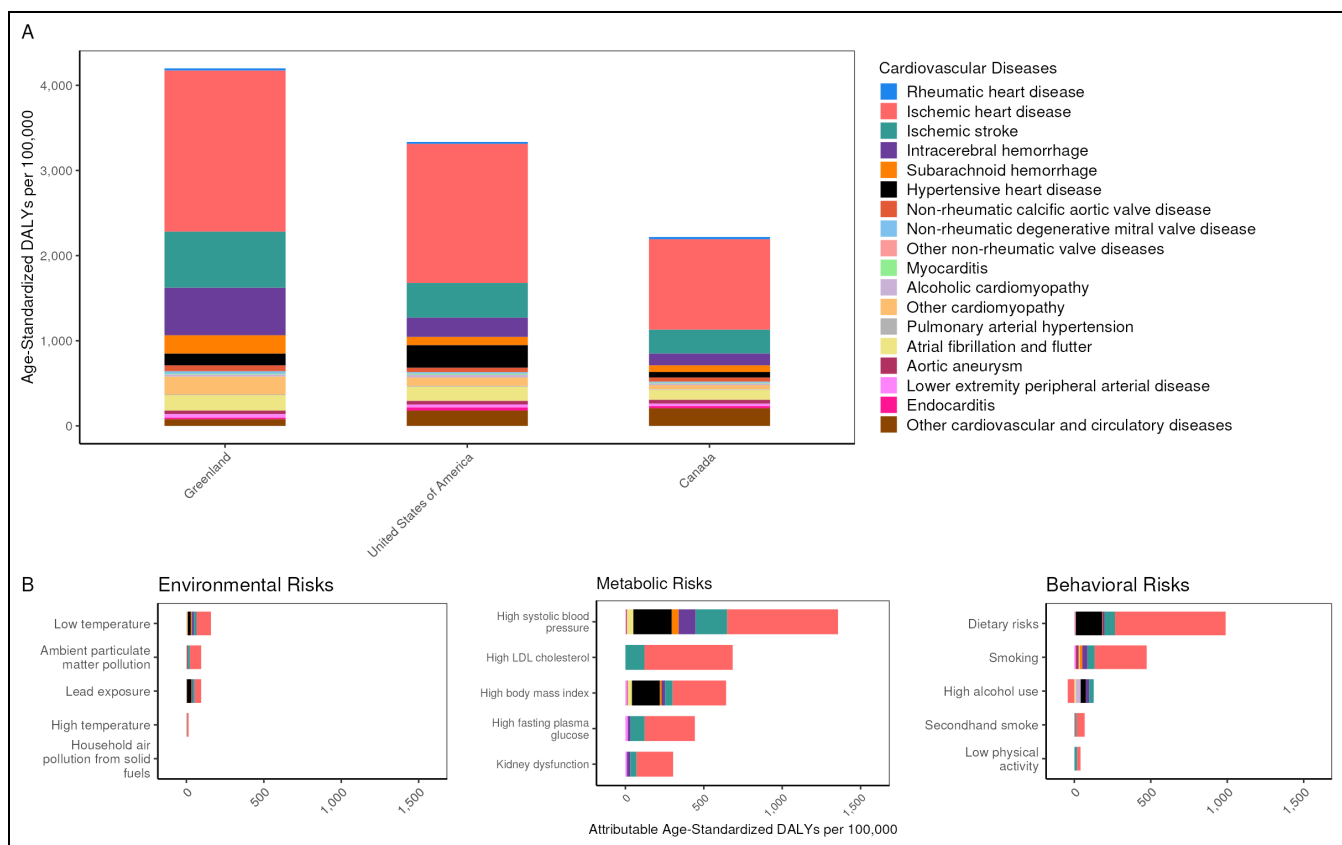 A
Age-Standardized DALYs per 100,000
4,000
3,000
2,000
1,000
0
Greenland
United States of America
Canada
Cardiovascular Diseases
Rheumatic heart disease
Ischemic heart disease
Ischemic stroke
Intracerebral hemorrhage
Subarachnoid hemorrhage
Hypertensive heart disease
Non-rheumatic calcific aortic valve disease
Non-rheumatic degenerative mitral valve disease
Other non-rheumatic valve diseases
Myocarditis
Alcoholic cardiomyopathy
Other cardiomyopathy
Pulmonary arterial hypertension
Atrial fibrillation and flutter
Aortic aneurysm
Lower extremity peripheral arterial disease
Endocarditis
Other cardiovascular and circulatory diseases
B
Environmental Risks
Low temperature
Ambient particulate
matter pollution
Lead exposure
High temperature
Household air
pollution from solid
fuels
0
500
1,000
1,500
Metabolic Risks
High systolic blood
pressure
High LDL cholesterol
High body mass index
High fasting plasma
glucose
Kidney dysfunction
0
500
1,000
1,500
Attributable Age-Standardized DALYs per 100,000
Behavioral Risks
Dietary risks
Smoking
High alcohol use
Secondhand smoke
Low physical
activity
0
500
1,000
1,500